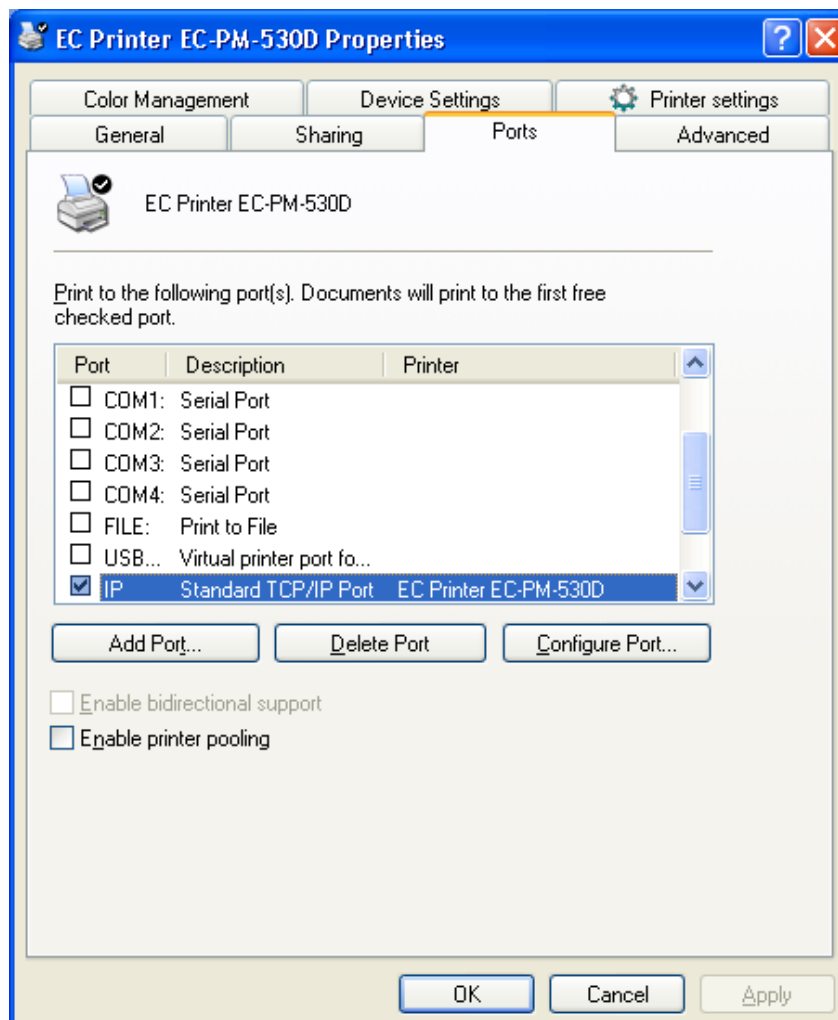 EC Printer EC-PM-530D Properties
Color Management Device Settings Printer settings
General Sharing Ports Advanced
EC Printer EC-PM-530D
Print to the following port(s). Documents will print to the first free
checked port.
Port Description Printer
COM1: Serial Port
COM2: Serial Port
COM3: Serial Port
COM4: Serial Port
FILE: Print to File
USB... Virtual printer port fo...
IP Standard TCP/IP Port EC Printer EC-PM-530D
Add Port... Delete Port Configure Port...
Enable bidirectional support
Enable printer pooling
OK Cancel Apply